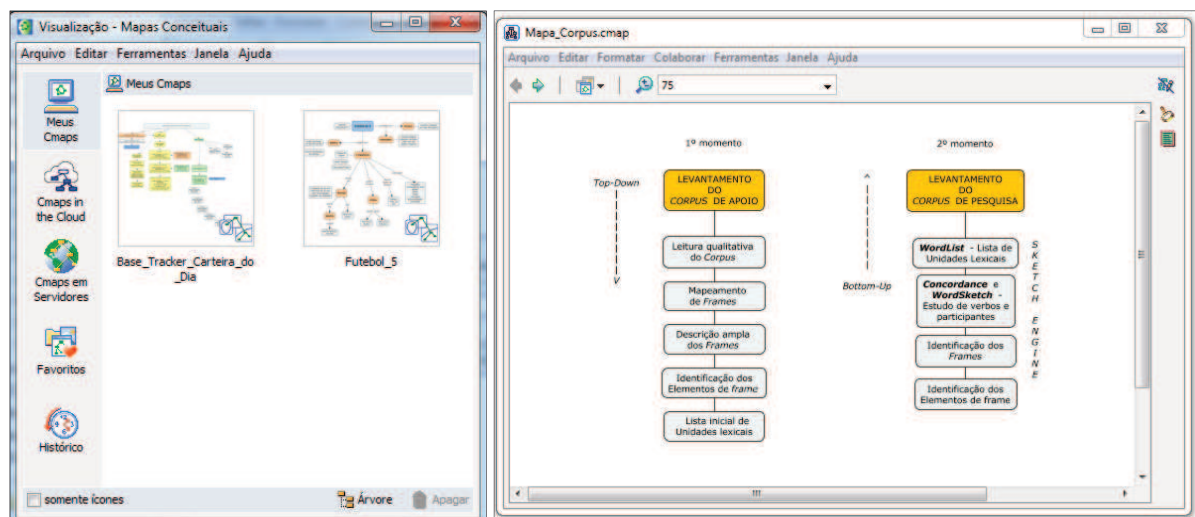 Visualização - Mapas Conceituais
Arquivo Editar Ferramentas Janela Ajuda
Meus
Cmaps
Cmaps in
the Cloud
Cmaps em
Servidores
Favoritos
Histórico
Meus Cmaps
Base_Tracker_Carteira_do
_Dia
Futebol_5
somente ícones
Árvore
Apagar
Mapa_Corpus.cmap
Arquivo Editar Formatar Colaborar Ferramentas Janela Ajuda
75
1º momento
Top-Down
LEVANTAMENTO
DO
CORPUS DE APOIO
Leitura qualitativa
do Corpus
Mapeamento
de Frames
Descrição ampla
dos Frames
Identificação dos
Elementos de frame
Lista inicial de
Unidades lexicais
2º momento
Bottom-Up
LEVANTAMENTO
DO
CORPUS DE PESQUISA
WordList - Lista de
Unidades Lexicais
Concordance e
WordSketch -
Estudo de verbos e
participantes
Identificação dos
Frames
Identificação dos
Elementos de frame
SKETCH ENGINE